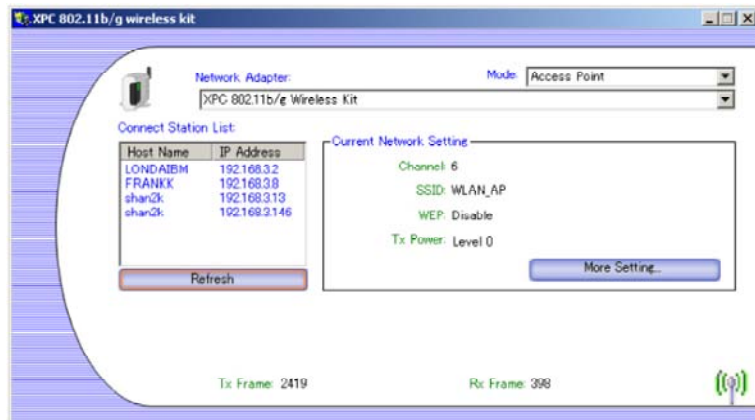 XPC 802.11b/g wireless kit
Network Adapter:
Mode: Access Point
XPC 802.11b/g Wireless Kit
Connect Station List:
Host Name IP Address
LONDAIBM 192.168.3.2
FRANKK 192.168.3.8
shan2k 192.168.3.13
shan2k 192.168.3.146
Refresh
Current Network Setting
Channel: 6
SSID: WLAN_AP
WEP: Disable
Tx Power: Level 0
More Setting...
Tx Frame: 2419
Rx Frame: 398